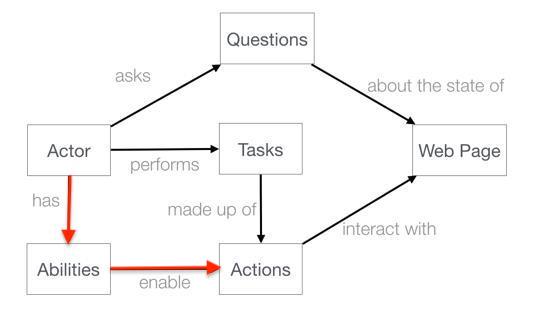 Questions
asks
about the state of
Actor
Tasks
Web Page
performs
has
made up of
interact with
Abilities
Actions
enable